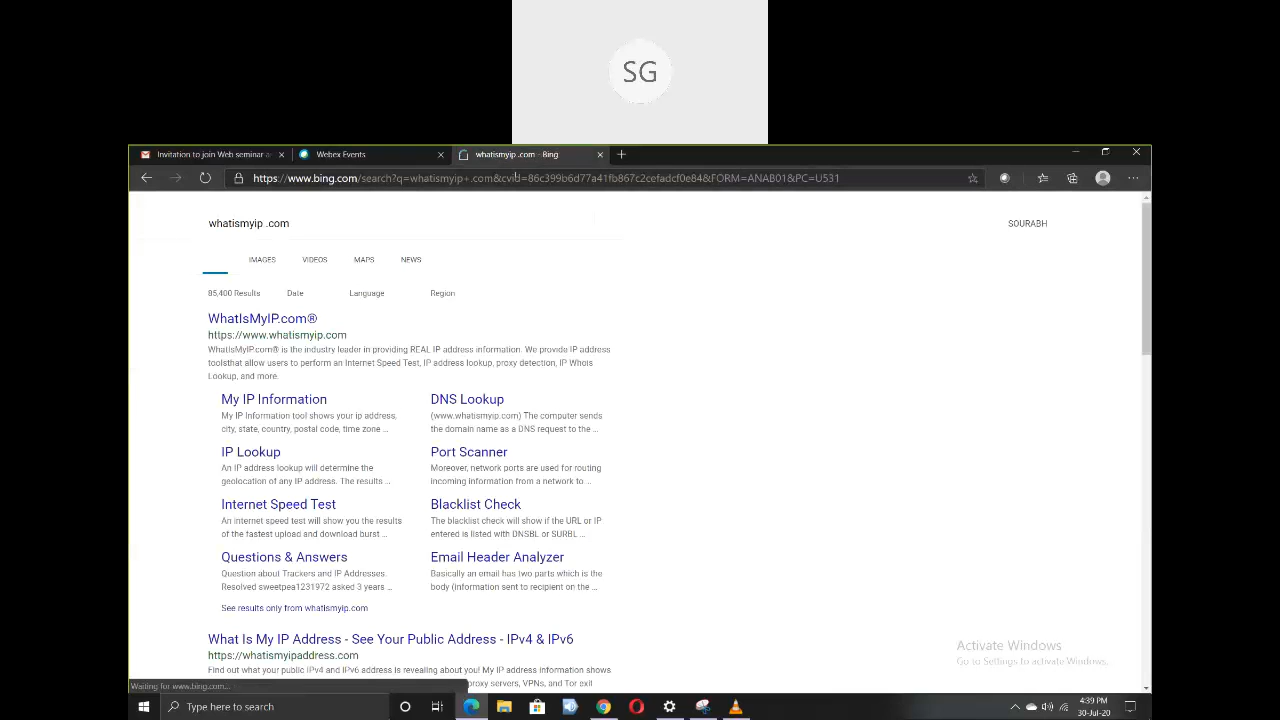 SG
Invitation to join Web seminar a
Webex Events
whatismyip .com - Bing
https://www.bing.com/search?q=whatismyip+.com&cvid=86c399b6d77a41fb867c2cefadcf0e84&FORM=ANAB01&PC=U531
whatismyip .com
SOURABH
IMAGES VIDEOS MAPS NEWS
85,400 Results Date Language Region
WhatIsMyIP.com®
https://www.whatismyip.com
WhatIsMyIP.com® is the industry leader in providing REAL IP address information. We provide IP address
toolsthat allow users to perform an Internet Speed Test, IP address lookup, proxy detection, IP Whois
Lookup, and more.
My IP Information
My IP Information tool shows your ip address,
city, state, country, postal code, time zone ...
DNS Lookup
(www.whatismyip.com) The computer sends
the domain name as a DNS request to the ...
IP Lookup
An IP address lookup will determine the
geolocation of any IP address. The results ...
Port Scanner
Moreover, network ports are used for routing
incoming information from a network to ...
Internet Speed Test
An internet speed test will show you the results
of the fastest upload and download burst ...
Blacklist Check
The blacklist check will show if the URL or IP
entered is listed with DNSBL or SURBL ...
Questions & Answers
Question about Trackers and IP Addresses.
Resolved sweetpea1231972 asked 3 years ...
Email Header Analyzer
Basically an email has two parts which is the
body (information sent to recipient on the ...
See results only from whatismyip.com
What Is My IP Address - See Your Public Address - IPv4 & IPv6
https://whatismyipaddress.com
Find out what your public IPv4 and IPv6 address is revealing about you! My IP address information shows
proxy servers, VPNs, and Tor exit
Activate Windows
Go to Settings to activate Windows.
Waiting for www.bing.com...
Type here to search
4:39 PM
30-Jul-20